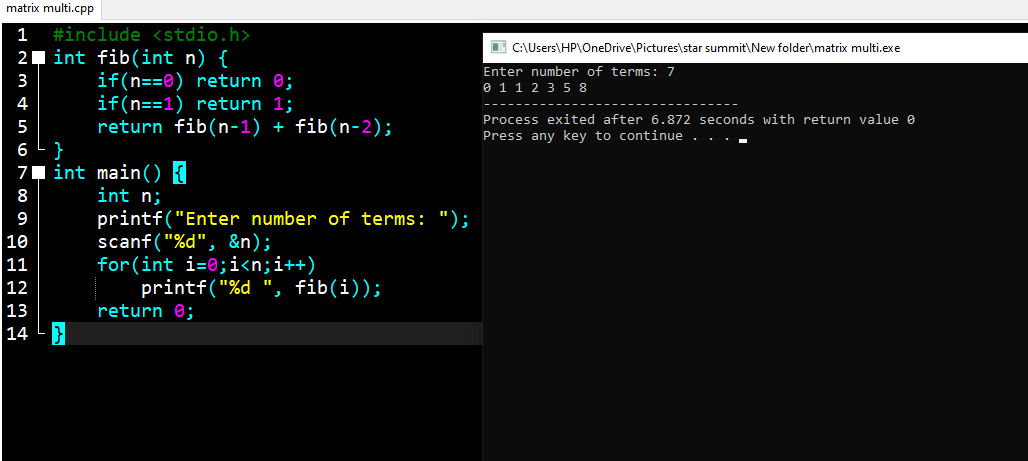 matrix multi.cpp
1 #include <stdio.h>
2 int fib(int n) {
3     if(n==0) return 0;
4     if(n==1) return 1;
5     return fib(n-1) + fib(n-2);
6 }
7 int main() {
8     int n;
9     printf("Enter number of terms: ");
10     scanf("%d", &n);
11     for(int i=0;i<n;i++)
12         printf("%d ", fib(i));
13     return 0;
14 }
C:\Users\HP\OneDrive\Pictures\star summit\New folder\matrix multi.exe
Enter number of terms: 7
0 1 1 2 3 5 8
--------------------------------
Process exited after 6.872 seconds with return value 0
Press any key to continue . . .